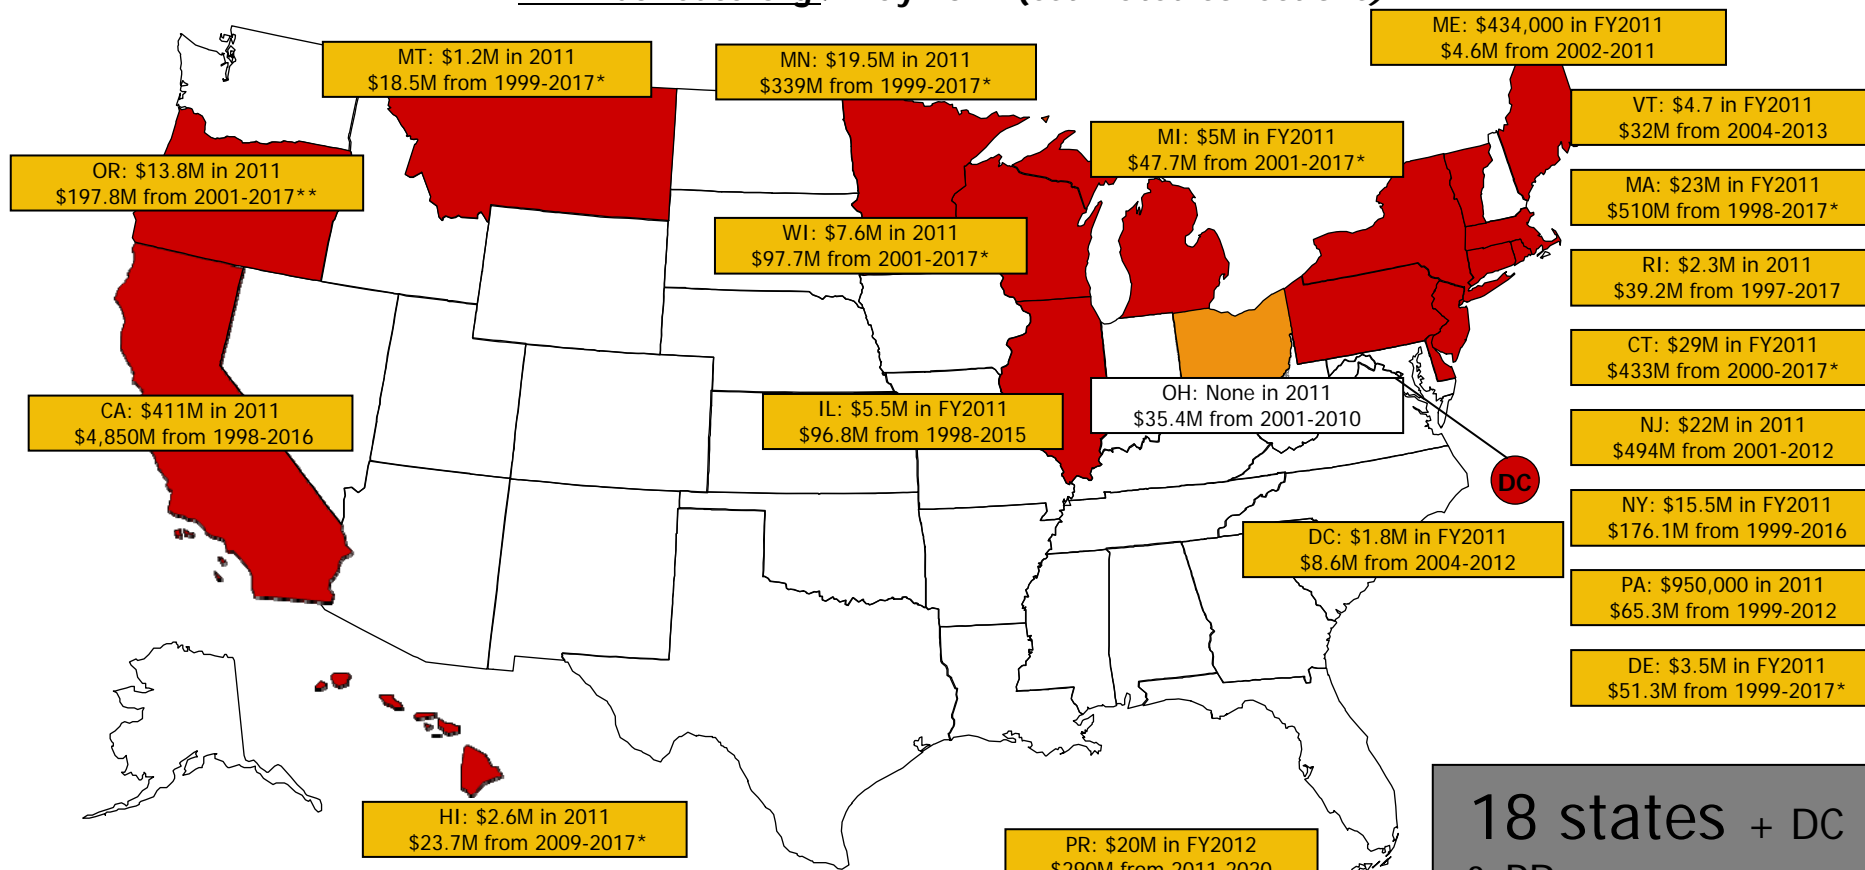 ME: $434,000 in FY2011
$4.6M from 2002-2011
MT: $1.2M in 2011
$18.5M from 1999-2017*
MN: $19.5M in 2011
$339M from 1999-2017*
VT: $4.7 in FY2011
$32M from 2004-2013
MI: $5M in FY2011
$47.7M from 2001-2017*
OR: $13.8M in 2011
$197.8M from 2001-2017**
MA: $23M in FY2011
$510M from 1998-2017*
WI: $7.6M in 2011
$97.7M from 2001-2017*
RI: $2.3M in 2011
$39.2M from 1997-2017
CT: $29M in FY2011
$433M from 2000-2017*
OH: None in 2011
$35.4M from 2001-2010
CA: $411M in 2011
$4,850M from 1998-2016
IL: $5.5M in FY2011
$96.8M from 1998-2015
NJ: $22M in 2011
$494M from 2001-2012
DC
NY: $15.5M in FY2011
$176.1M from 1999-2016
DC: $1.8M in FY2011
$8.6M from 2004-2012
PA: $950,000 in 2011
$65.3M from 1999-2012
DE: $3.5M in FY2011
$51.3M from 1999-2017*
HI: $2.6M in 2011
$23.7M from 2009-2017*
PR: $20M in FY2012
$290M from 2011-2020
18 states + DC